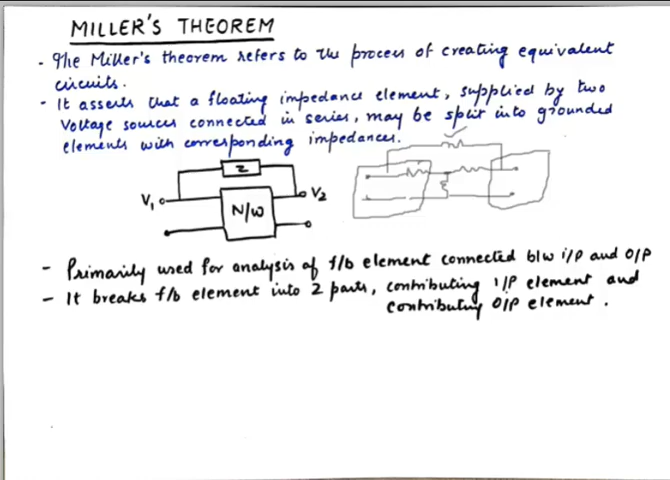 MILLER'S THEOREM
- The Miller's theorem refers to the process of creating equivalent
circuits.
- It asserts that a floating impedance element, supplied by two
Voltage sources connected in series, may be split into grounded
elements with corresponding impedances.
Z
V1
V2
N/W
- Primarily used for analysis of f/b element connected b/w i/P and O/P
- It breaks f/b element into 2 parts, contributing I/P element and
contributing O/P element.